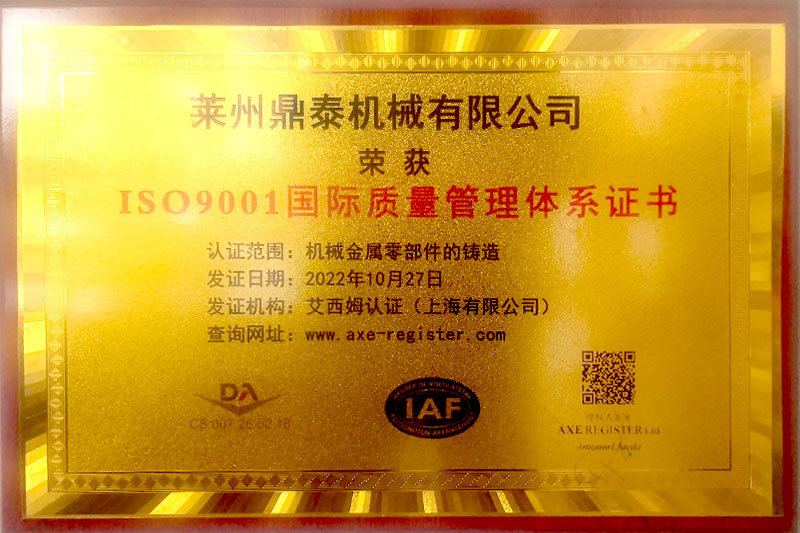 莱州鼎泰机械有限公司
荣获
ISO9001国际质量管理体系证书
认证范围：机械金属零部件的铸造
发证日期：2022年10月27日
发证机构：艾西姆认证（上海有限公司）
查询网址：www.axe-register.com
DA
IAF
AXE REGISTER Ltd